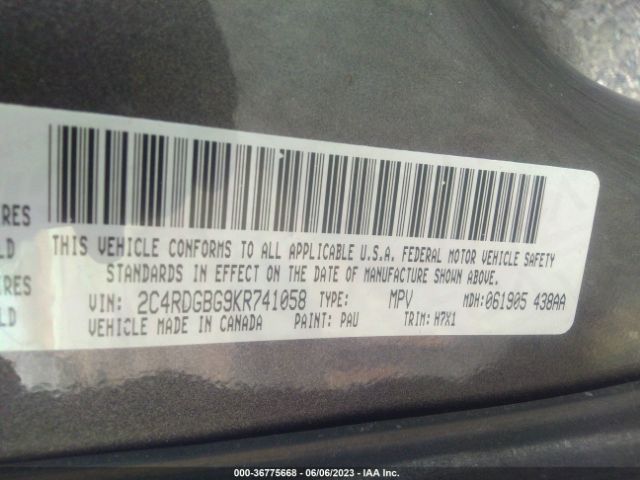 RES
LD
RES
LD
THIS VEHICLE CONFORMS TO ALL APPLICABLE U.S.A. FEDERAL MOTOR VEHICLE SAFETY
STANDARDS IN EFFECT ON THE DATE OF MANUFACTURE SHOWN ABOVE.
VIN: 2C4RDGBG9KR741058 TYPE: MPV MDH:061905 438AA
VEHICLE MADE IN CANADA PAINT: PAU TRIM: H7X1
000-36775668 - 06/06/2023 - IAA Inc.